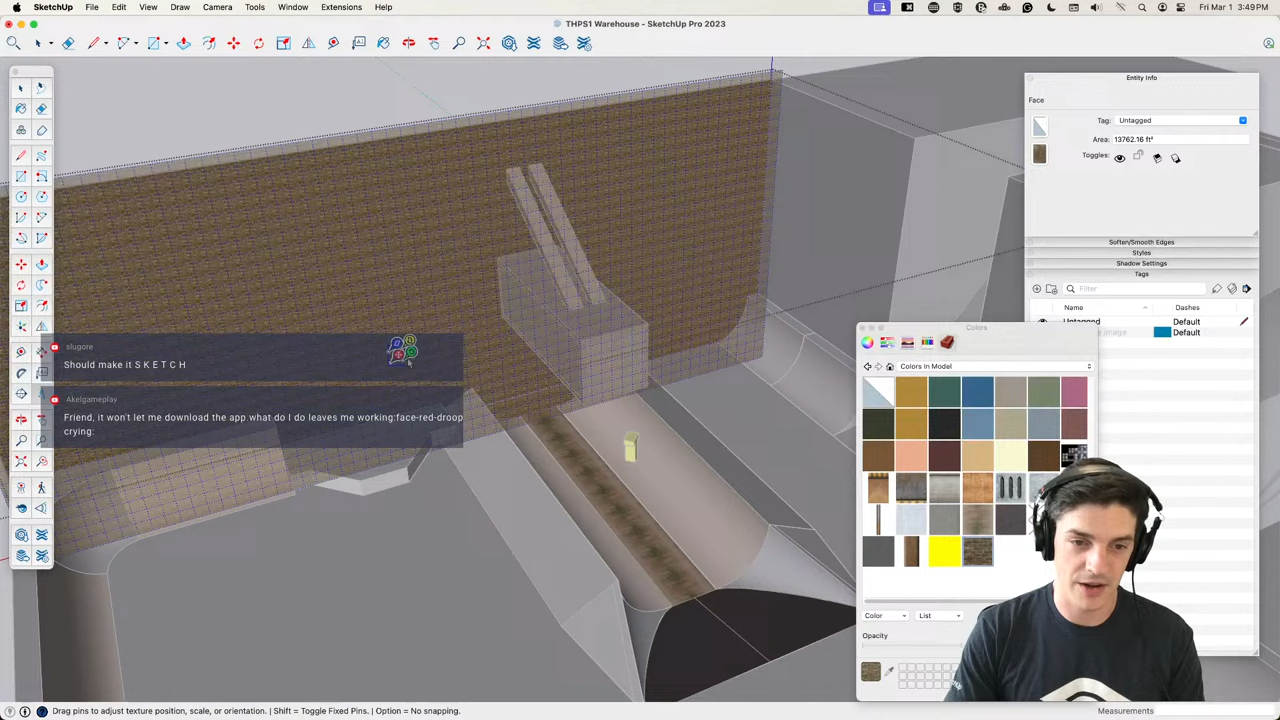 SketchUp
File
Edit
View
Draw
Camera
Tools
Window
Extensions
Help
Fri Mar 1 3:49PM
THPS1 Warehouse - SketchUp Pro 2023
Entity Info
Face
Tag:
Untagged
Area:
13762.16 ft²
Toggles:
Soften/Smooth Edges
Styles
Shadow Settings
Tags
Filter
Name
Dashes
Untagged
Default
image
Default
Colors
Colors In Model
Color
List
Opacity
slugore
Should make it S K E T C H
Akelgameplay
Friend, it won't let me download the app what do I do leaves me working:face-red-droop
crying:
Drag pins to adjust texture position, scale, or orientation. | Shift = Toggle Fixed Pins. | Option = No snapping.
Measurements